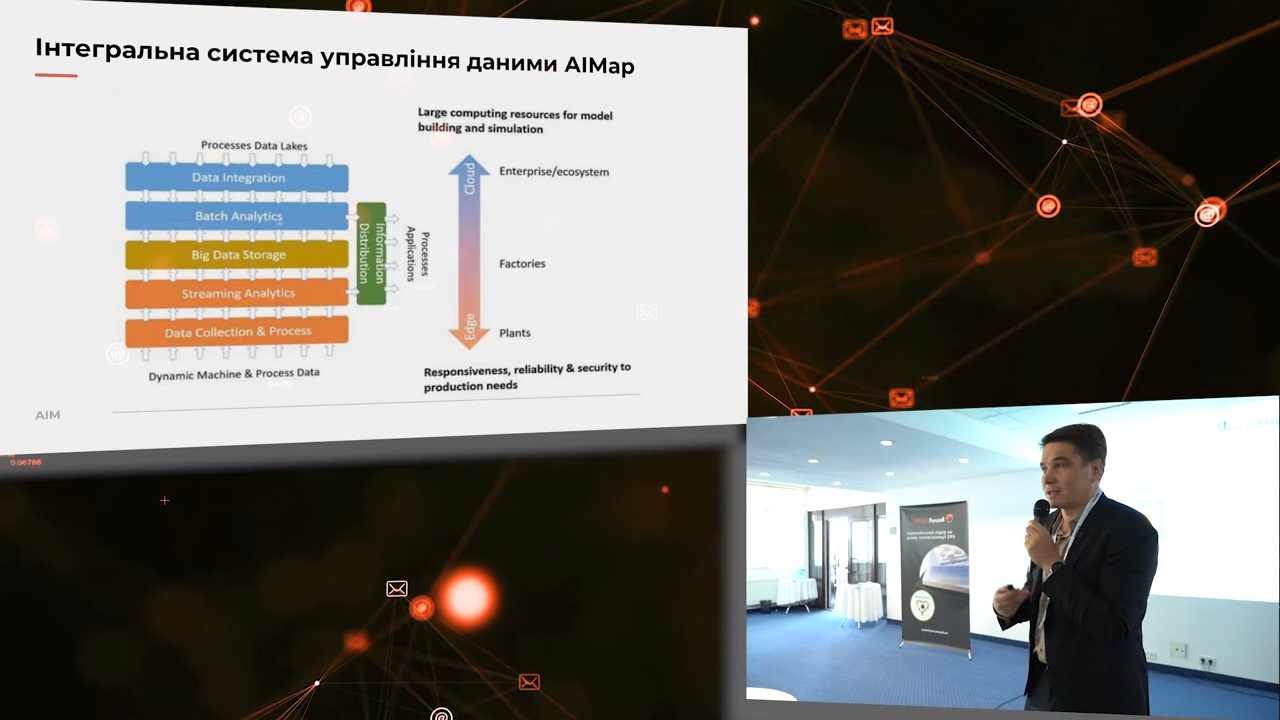 Інтегральна система управління даними AIMap
Large computing resources for model
building and simulation
Processes Data Lakes
Data Integration
Batch Analytics
Big Data Storage
Streaming Analytics
Data Collection & Process
Information
Distribution
Processes
Applications
Dynamic Machine & Process Data
Cloud
Edge
Enterprise/ecosystem
Factories
Plants
Responsiveness, reliability & security to
production needs
AIM
0.06788